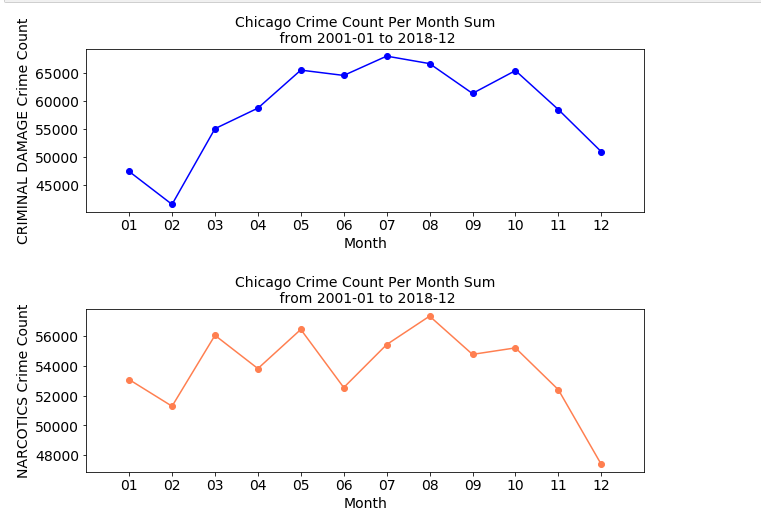 Chicago Crime Count Per Month Sum
from 2001-01 to 2018-12
CRIMINAL DAMAGE Crime Count
65000
60000
55000
50000
45000
01 02 03 04 05 06 07 08 09 10 11 12
Month
Chicago Crime Count Per Month Sum
from 2001-01 to 2018-12
NARCOTICS Crime Count
56000
54000
52000
50000
48000
01 02 03 04 05 06 07 08 09 10 11 12
Month